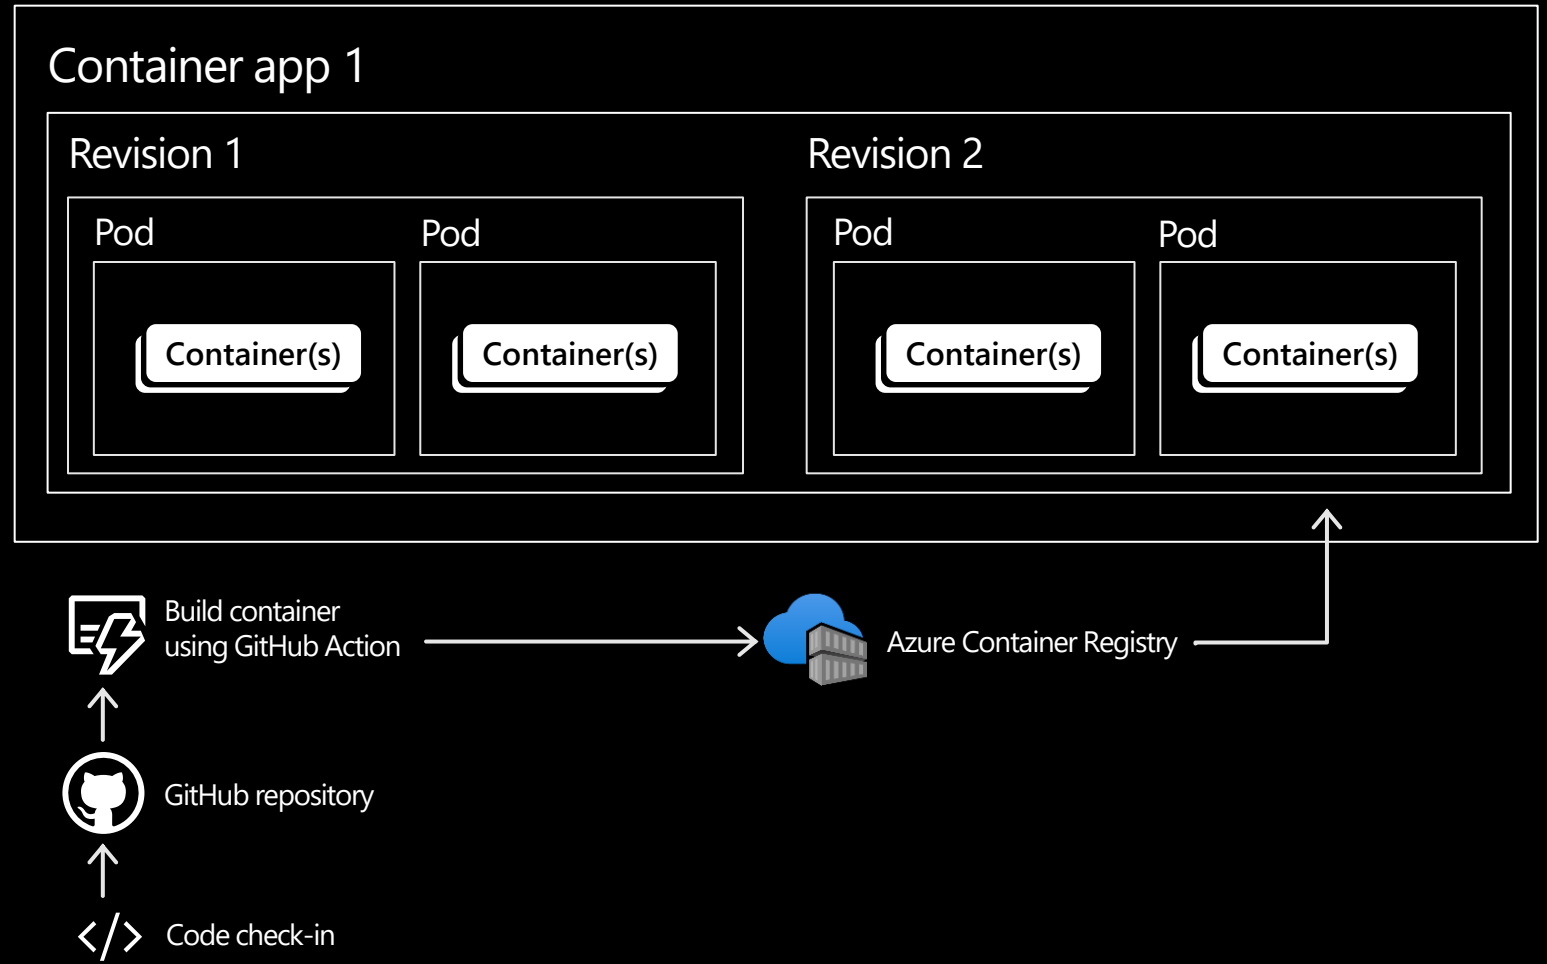 Container app 1
Revision 1
Revision 2
Pod
Pod
Pod
Pod
Container(s)
Container(s)
Container(s)
Container(s)
Build container
using GitHub Action
Azure Container Registry
GitHub repository
Code check-in